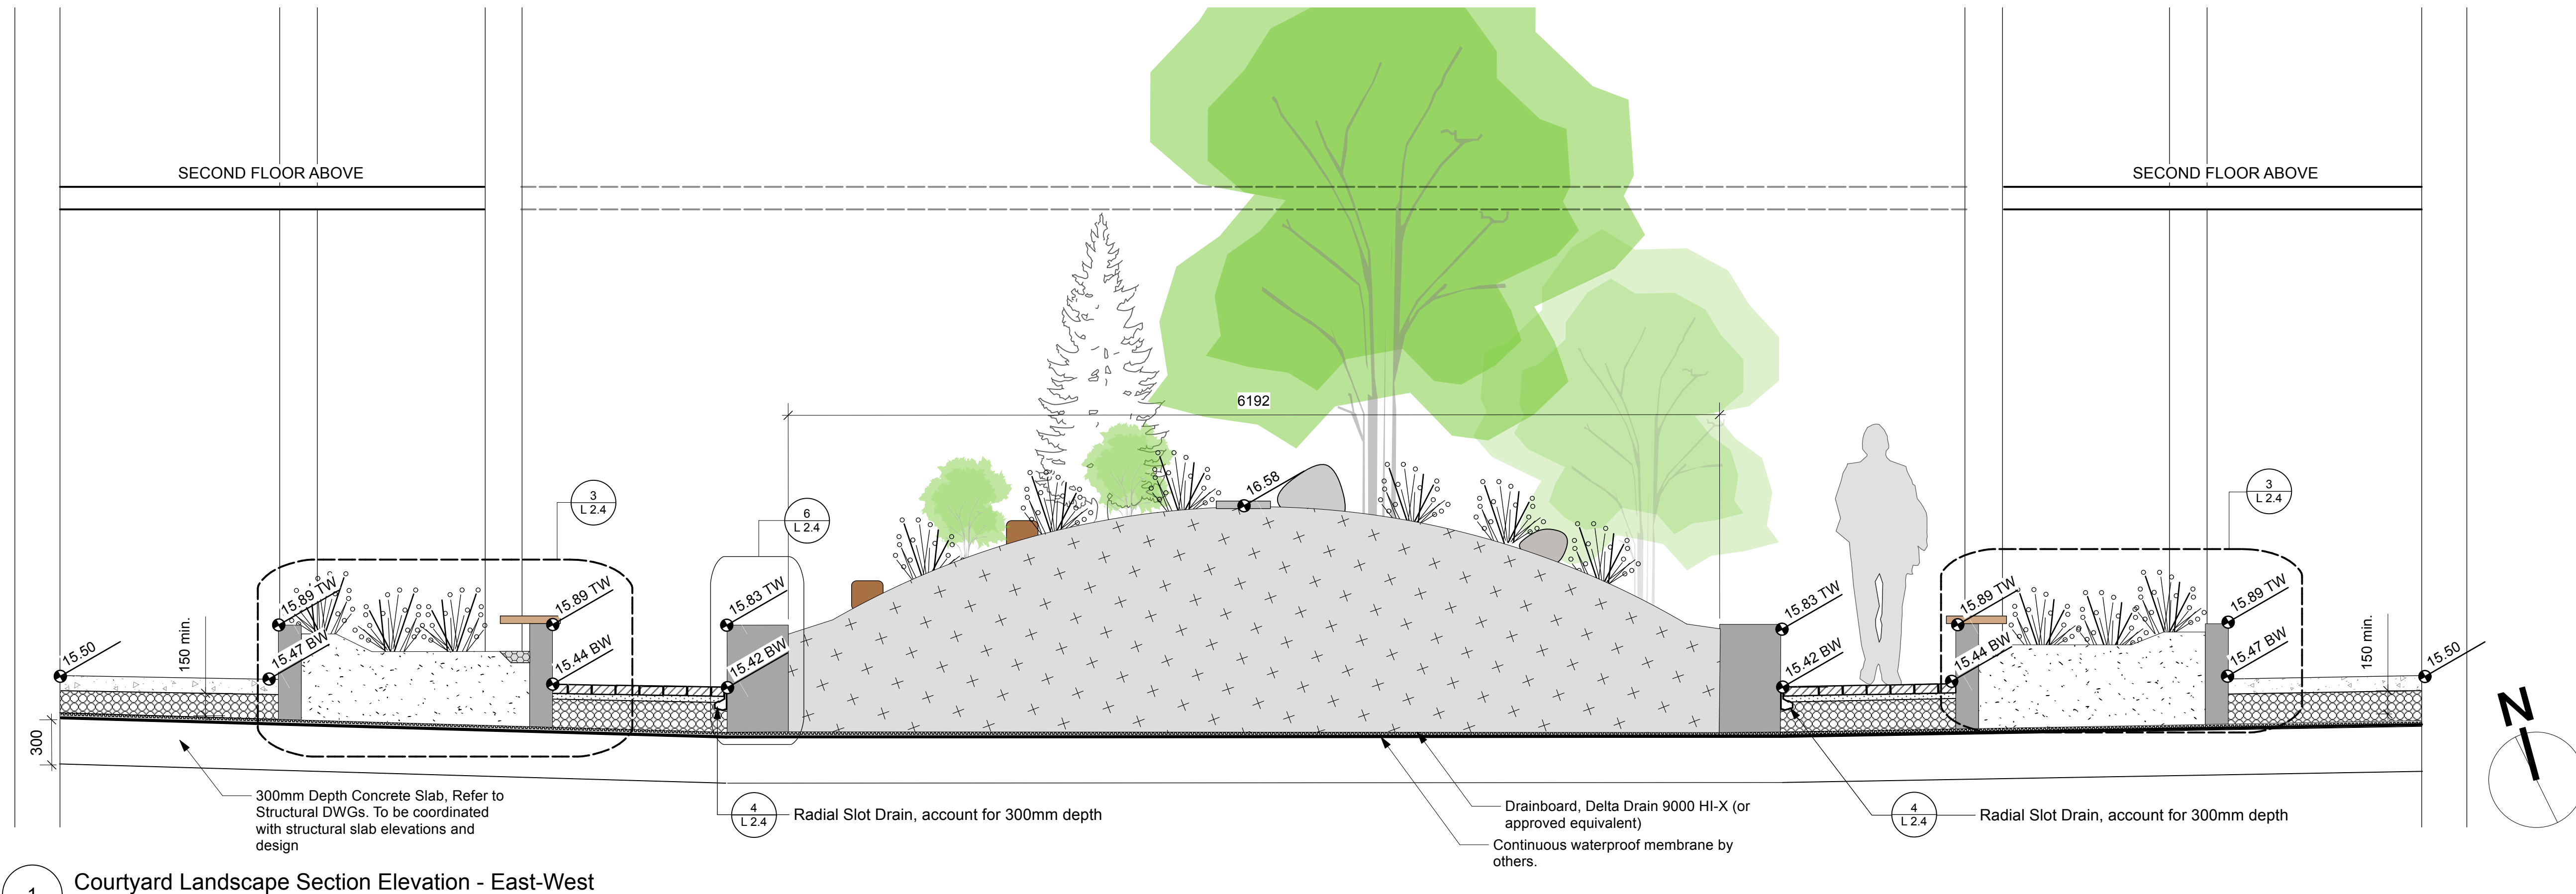 SECOND FLOOR ABOVE
SECOND FLOOR ABOVE
6192
16.58
3
L 2.4
6
L 2.4
3
L 2.4
15.89 TW
15.89 TW
15.83 TW
15.83 TW
15.89 TW
15.89 TW
15.50
150 min.
15.47 BW
15.44 BW
15.42 BW
15.42 BW
15.44 BW
15.47 BW
150 min.
15.50
300
N
300mm Depth Concrete Slab, Refer to
Structural DWGs. To be coordinated
with structural slab elevations and
design
4
L 2.4
Radial Slot Drain, account for 300mm depth
Drainboard, Delta Drain 9000 HI-X (or
approved equivalent)
Continuous waterproof membrane by
others.
4
L 2.4
Radial Slot Drain, account for 300mm depth
1
Courtyard Landscape Section Elevation - East-West